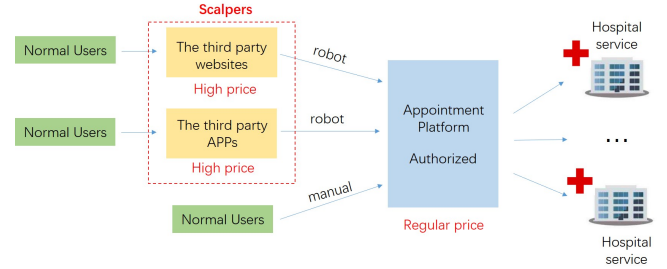 Scalpers
Normal Users
The third party
websites
High price
robot
Normal Users
The third party
APPs
High price
robot
Normal Users
manual
Appointment
Platform
Authorized
Regular price
Hospital
service
...
Hospital
service